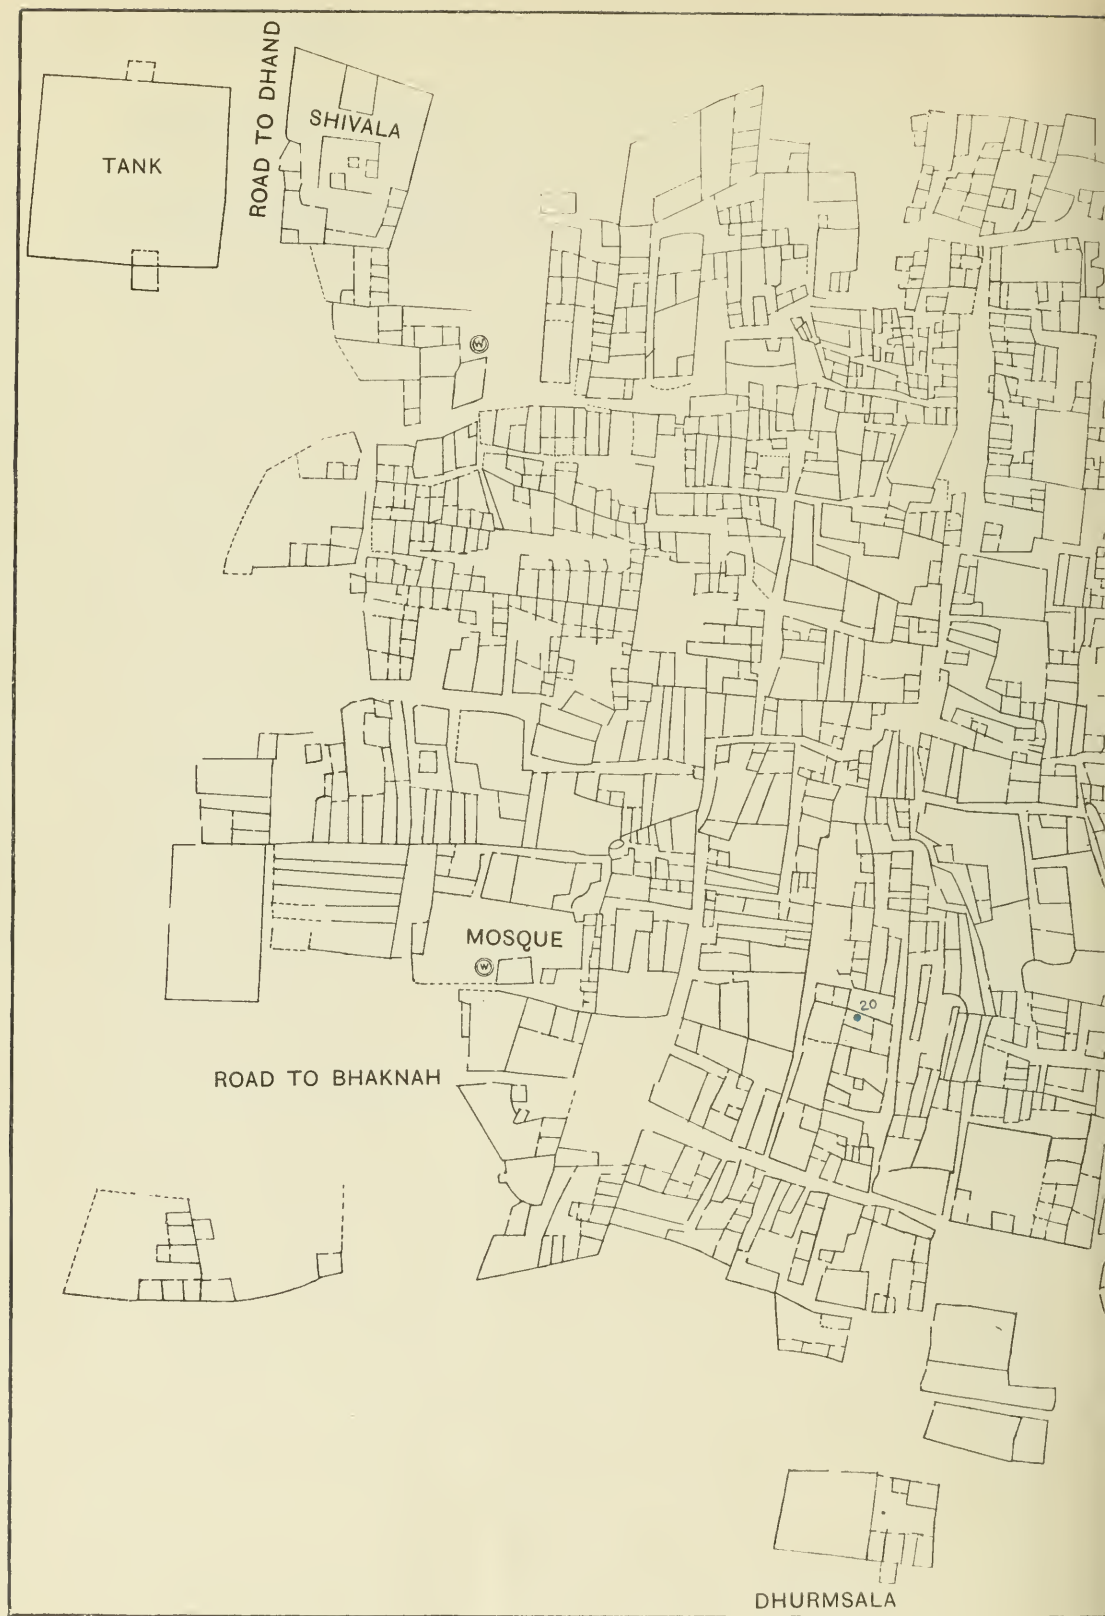 ROAD TO DHAND
SHIVALA
TANK
W
MOSQUE
W
20
ROAD TO BHAKNAH
DHURMSALA